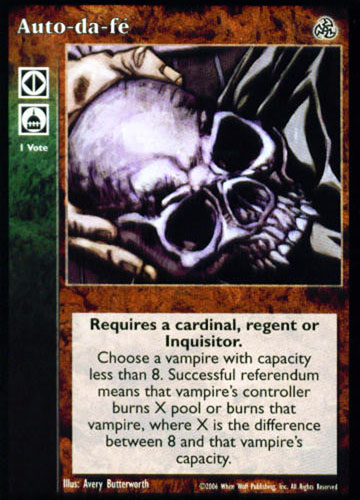 Auto-da-fé
1 Vote
Requires a cardinal, regent or
Inquisitor.
Choose a vampire with capacity
less than 8. Successful referendum
means that vampire's controller
burns X pool or burns that
vampire, where X is the difference
between 8 and that vampire's
capacity.
Illus: Avery Butterworth
©2006 White Wolf Publishing, Inc. All Rights Reserved